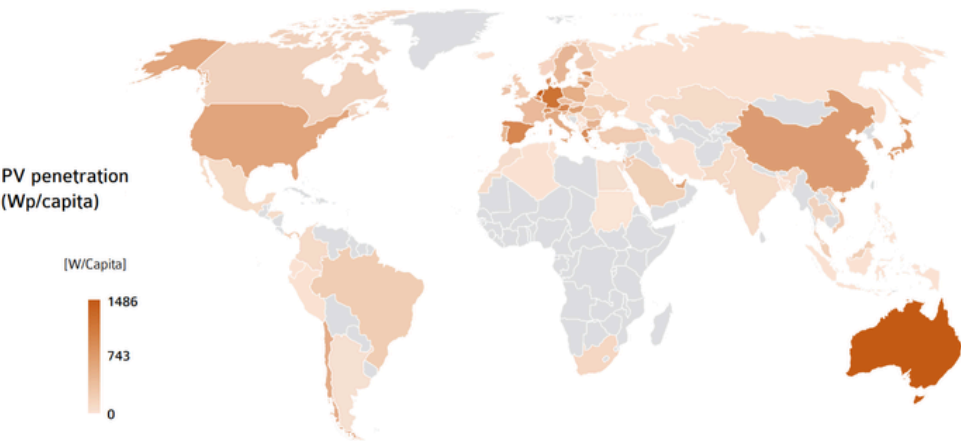 PV penetration
(Wp/capita)
[W/Capita]
1486
743
0